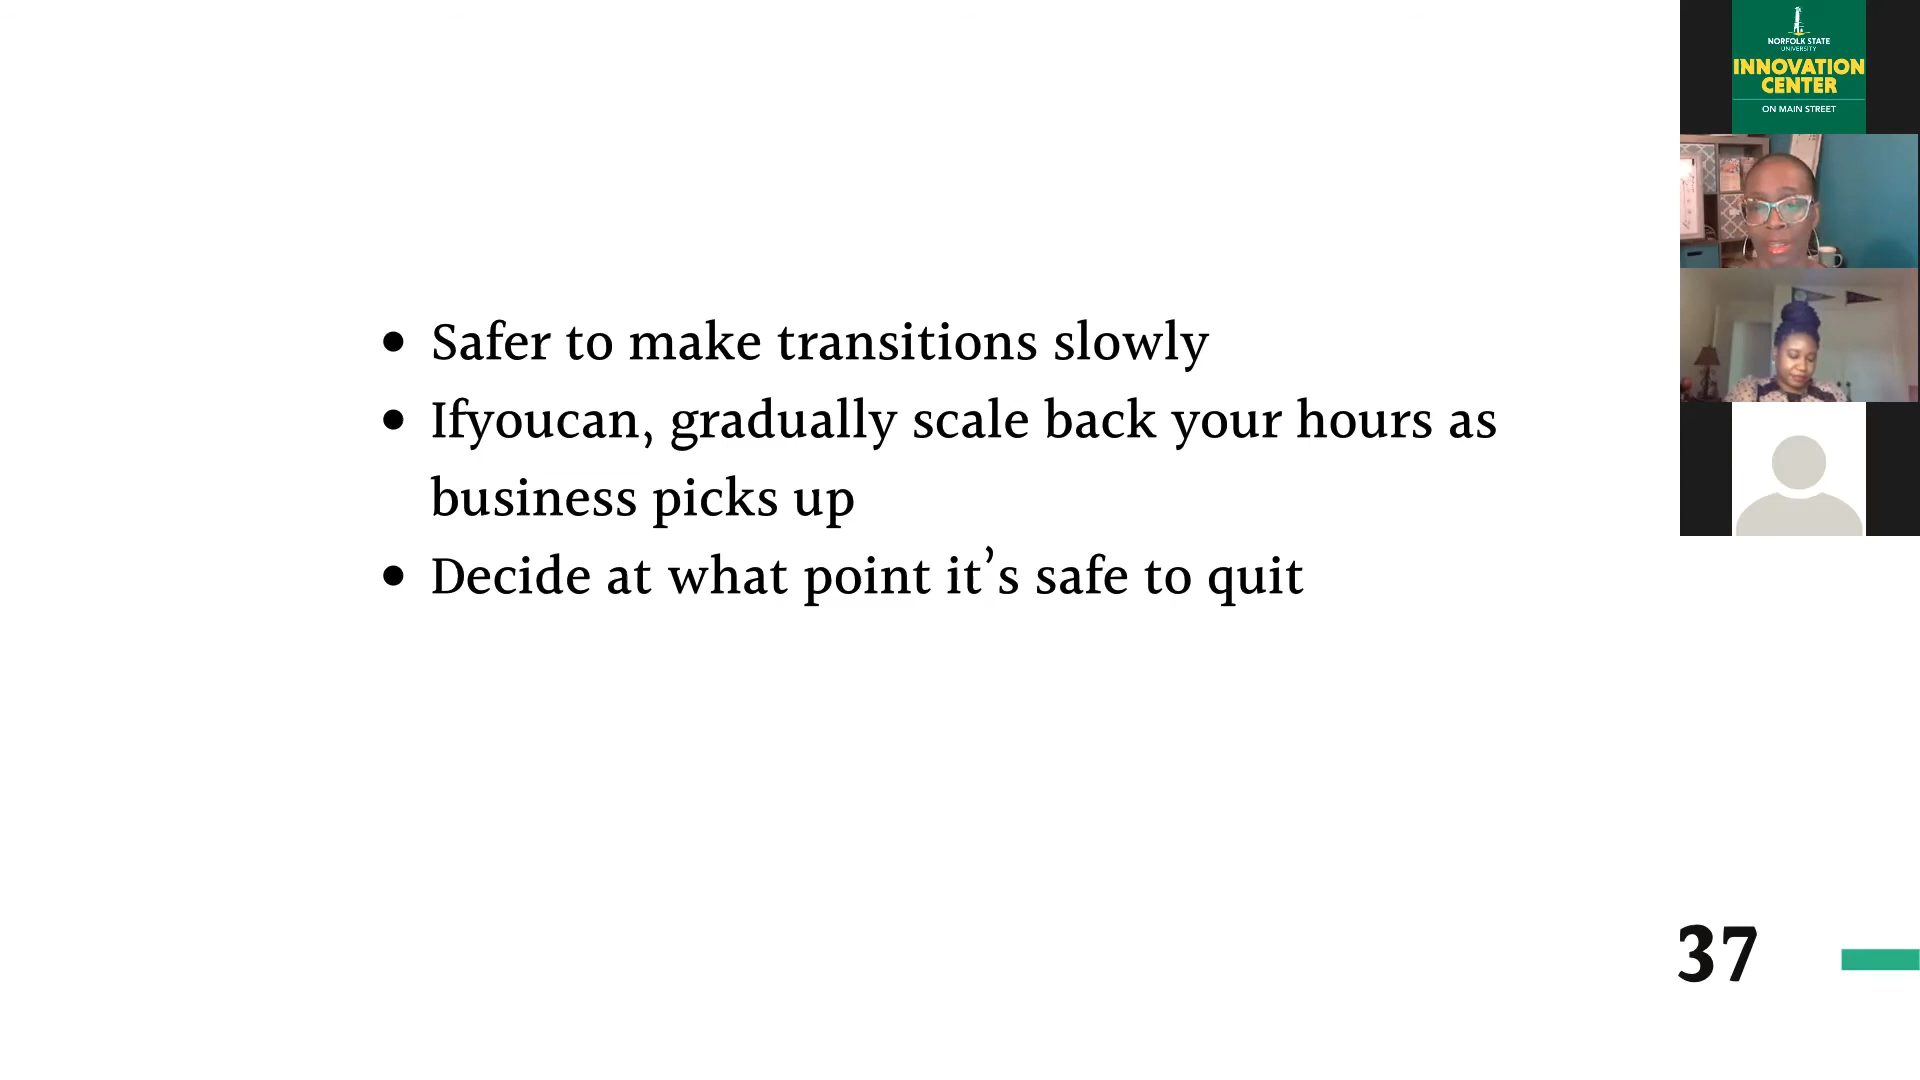 • Safer to make transitions slowly
• Ifyoucan, gradually scale back your hours as
business picks up
• Decide at what point it’s safe to quit
37
NORFOLK STATE
UNIVERSITY
INNOVATION
CENTER
ON MAIN STREET